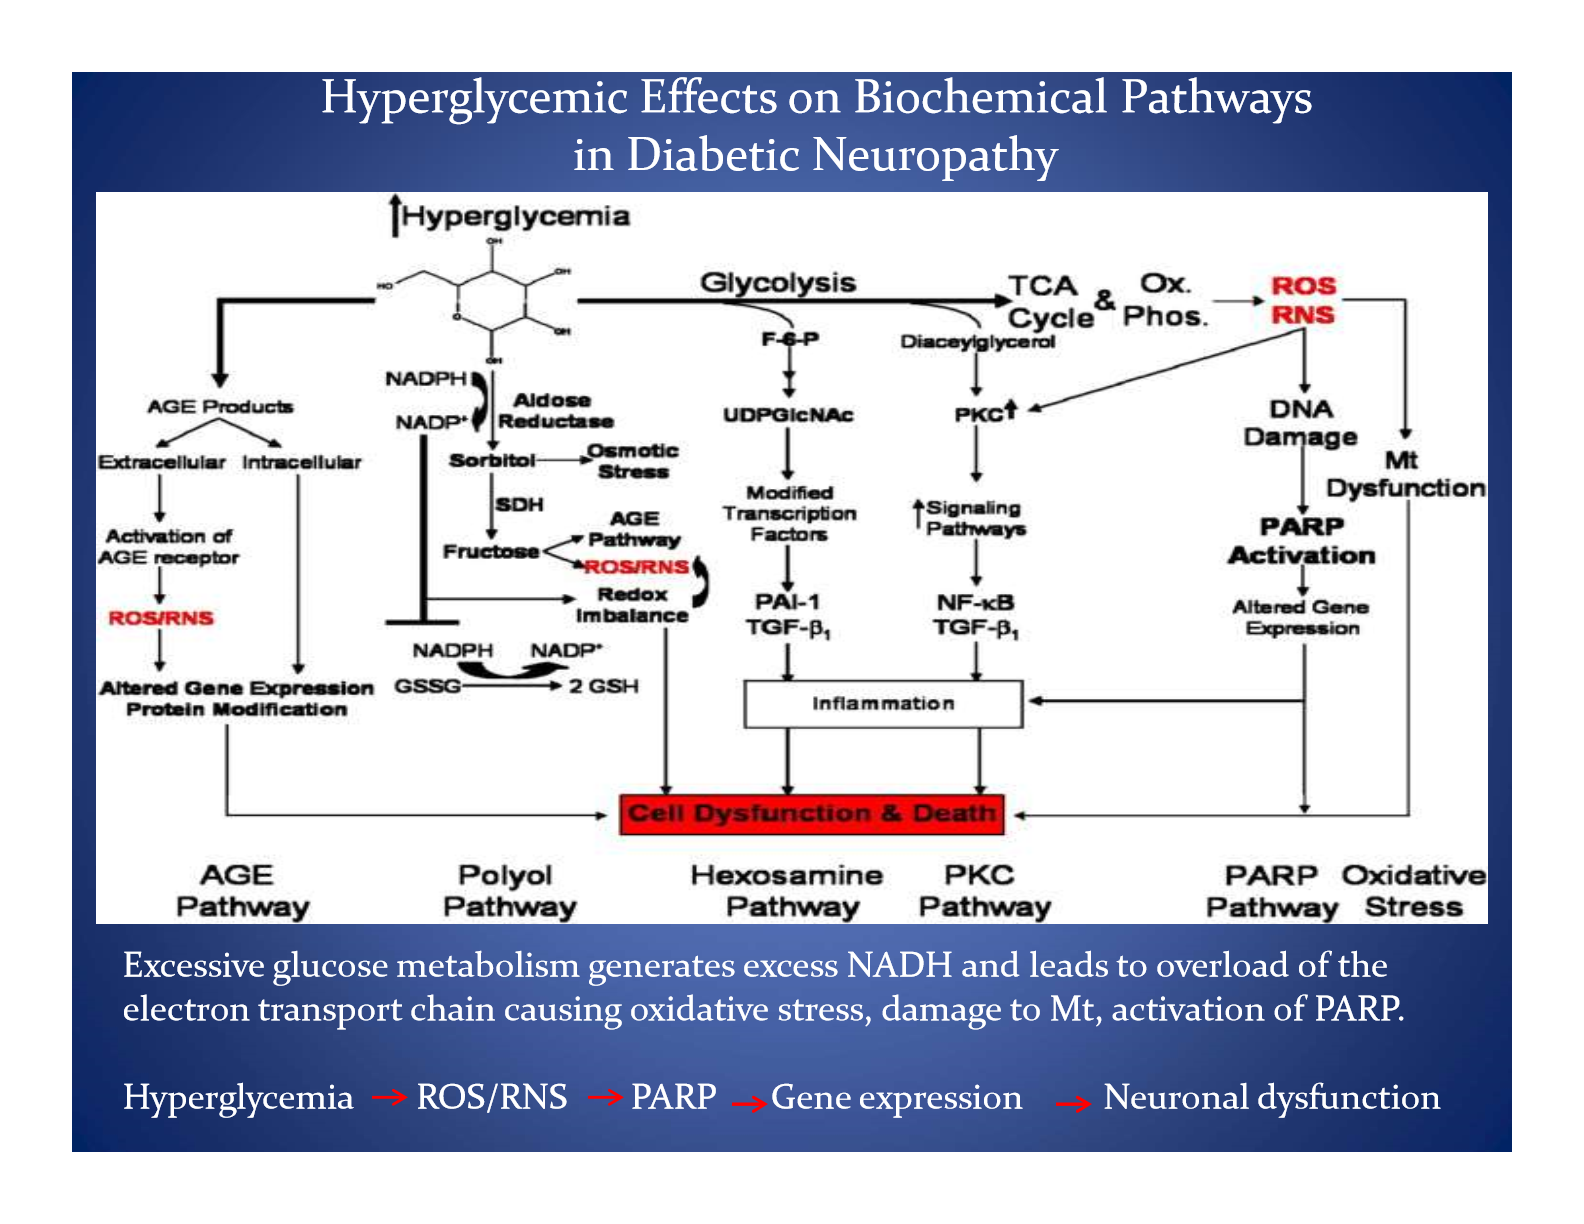 Hyperglycemic Effects on Biochemical Pathways
in Diabetic Neuropathy
Hyperglycemia
OH
HO
OH
O
OH
OH
Glycolysis
TCA
Cycle
&
Ox.
Phos.
ROS
RNS
F-6-P
Diaceylglycerol
NADPH
NADP+
Aldose
Reductase
AGE Products
Extracellular
Intracellular
Sorbitol
Osmotic
Stress
UDPGlcNAc
PKC
DNA
Damage
Mt
Dysfunction
SDH
Activation of
AGE receptor
Fructose
AGE
Pathway
ROS/RNS
Redox
Imbalance
Modified
Transcription
Factors
Signaling
Pathways
PARP
Activation
ROS/RNS
PAI-1
TGF-β1
NF-κB
TGF-β1
Altered Gene
Expression
NADPH
NADP+
GSSG
2 GSH
Altered Gene Expression
Protein Modification
Inflammation
Cell Dysfunction & Death
AGE
Pathway
Polyol
Pathway
Hexosamine
Pathway
PKC
Pathway
PARP
Pathway
Oxidative
Stress
Excessive glucose metabolism generates excess NADH and leads to overload of the
electron transport chain causing oxidative stress, damage to Mt, activation of PARP.
Hyperglycemia → ROS/RNS → PARP → Gene expression → Neuronal dysfunction